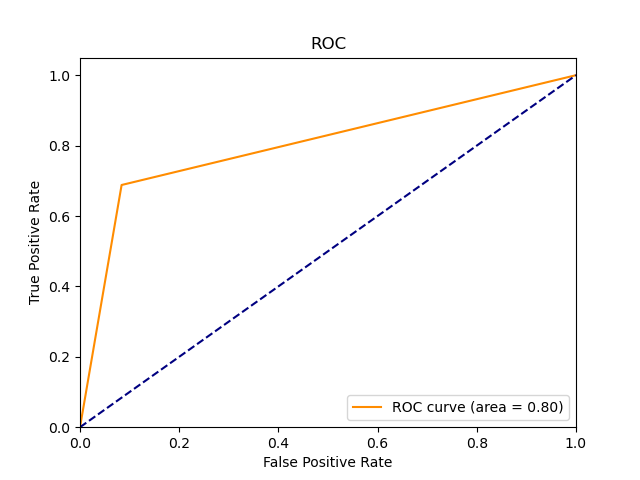 ROC
True Positive Rate
1.0
0.8
0.6
0.4
0.2
0.0
ROC curve (area = 0.80)
0.0 0.2 0.4 0.6 0.8 1.0
False Positive Rate